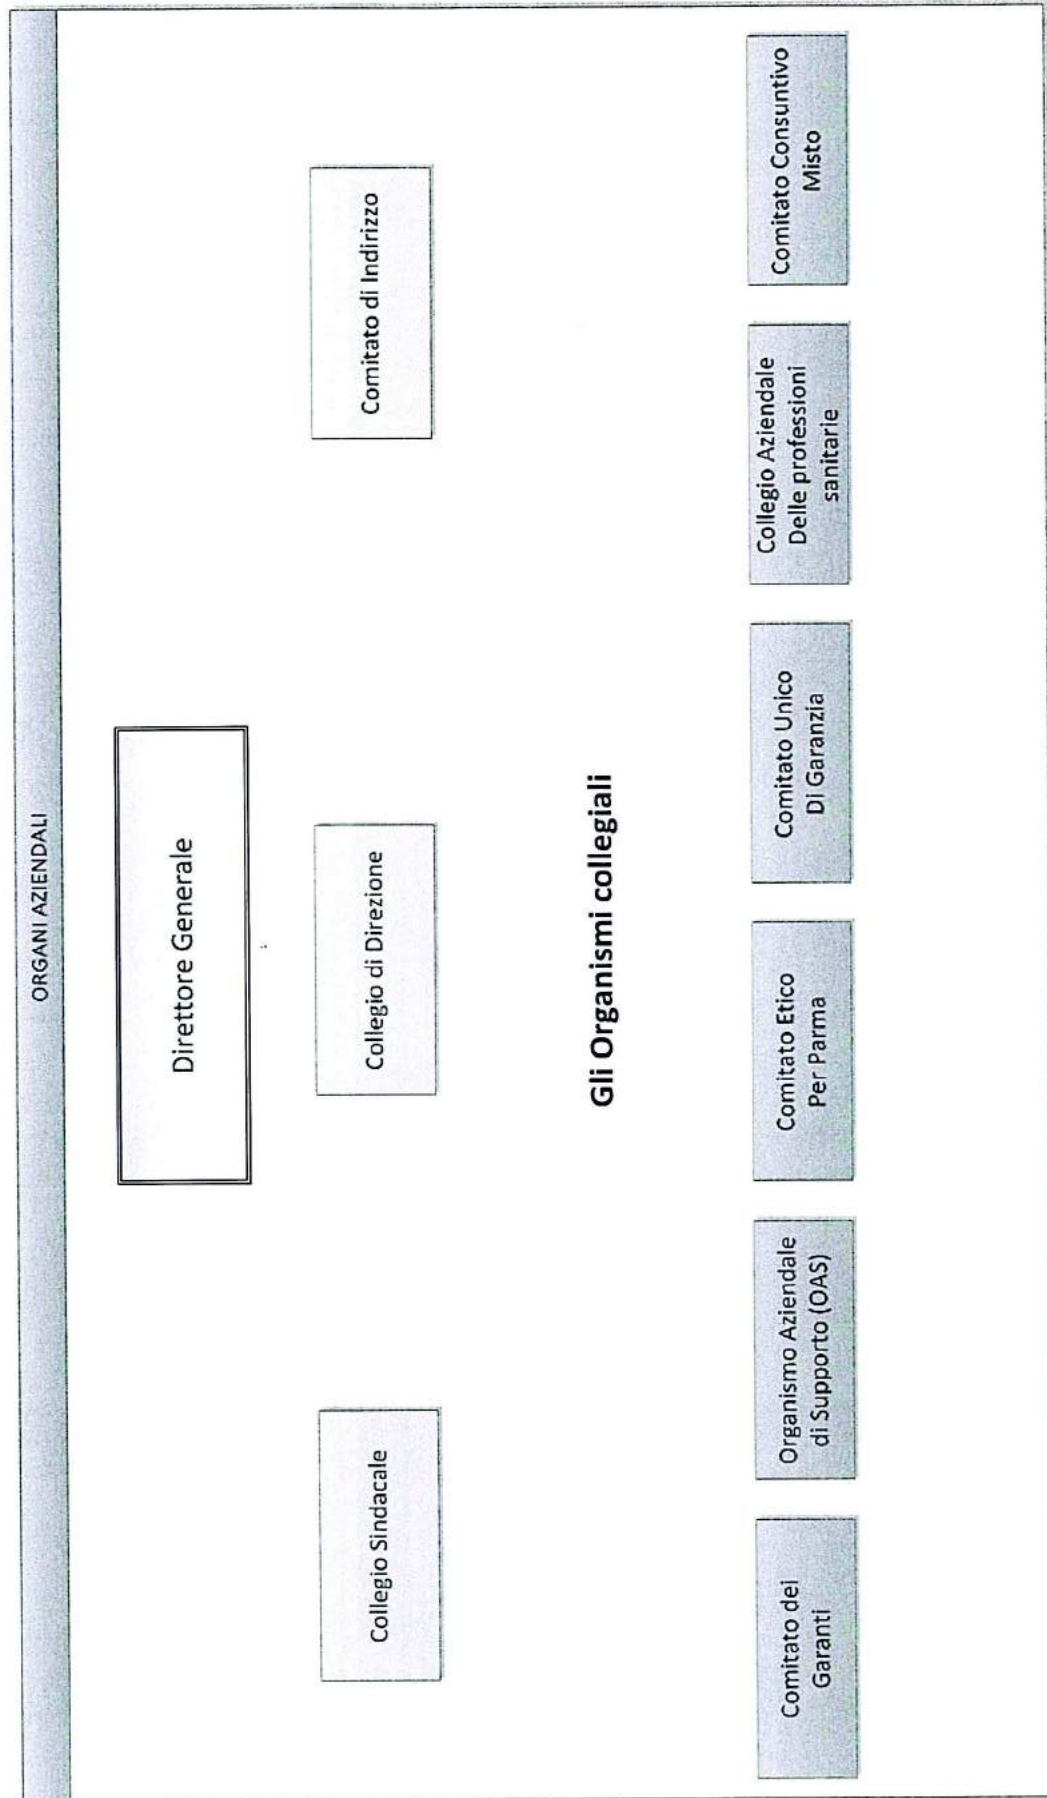 ORGANI AZIENDALI
Direttore Generale
Collegio Sindacale
Collegio di Direzione
Comitato di Indirizzo
Gli Organismi collegiali
Comitato dei
Garanti
Organismo Aziendale
di Supporto (OAS)
Comitato Etico
Per Parma
Comitato Unico
Di Garanzia
Collegio Aziendale
Delle professioni
sanitarie
Comitato Consuntivo
Misto